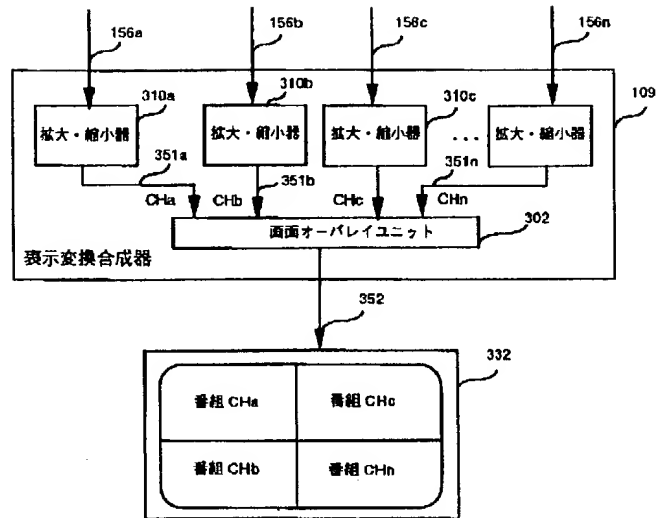 156a
156b
156c
156n
310a
310b
310c
109
拡大・縮小器
拡大・縮小器
拡大・縮小器
...
拡大・縮小器
351a
351b
351n
CHa
CHb
CHc
CHn
画面オーバレイユニット
302
表示変換合成器
352
332
番組 CHa
番組 CHc
番組 CHb
番組 CHn